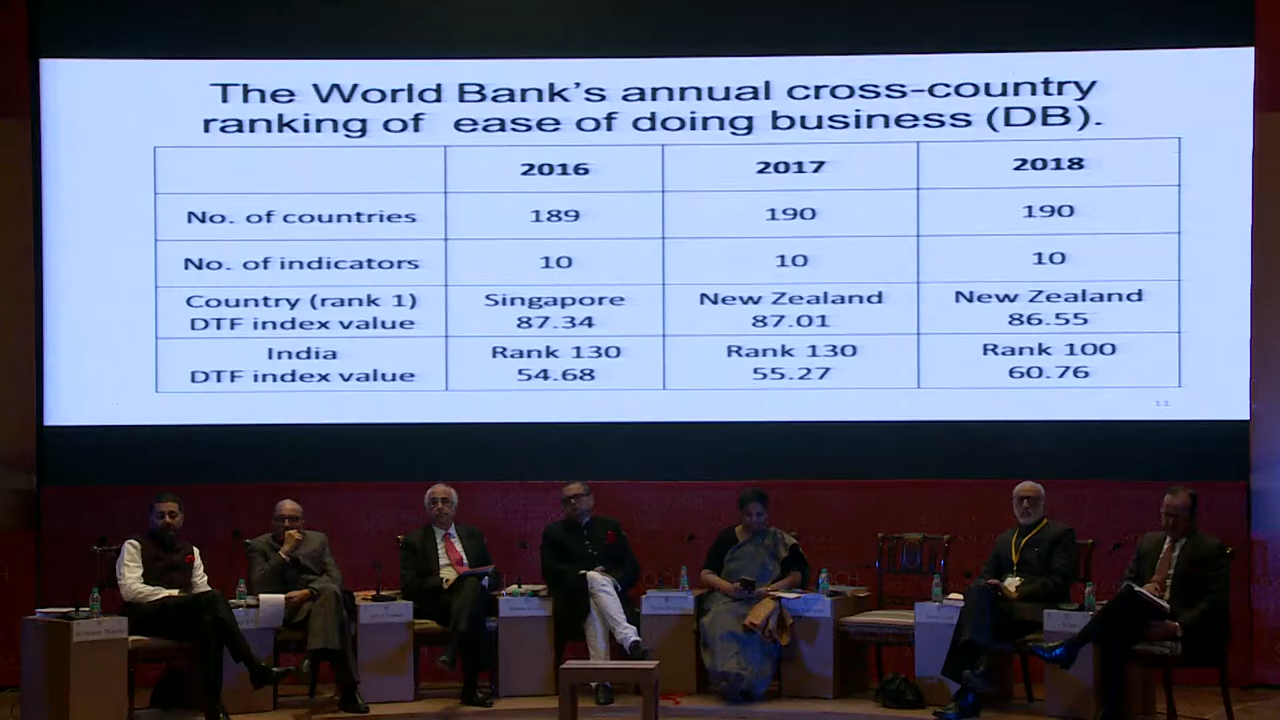 The World Bank's annual cross-country
ranking of ease of doing business (DB).
2016 2017 2018
No. of countries 189 190 190
No. of indicators 10 10 10
Country (rank 1) Singapore New Zealand New Zealand
DTF index value 87.34 87.01 86.55
India Rank 130 Rank 130 Rank 100
DTF index value 54.68 55.27 60.76